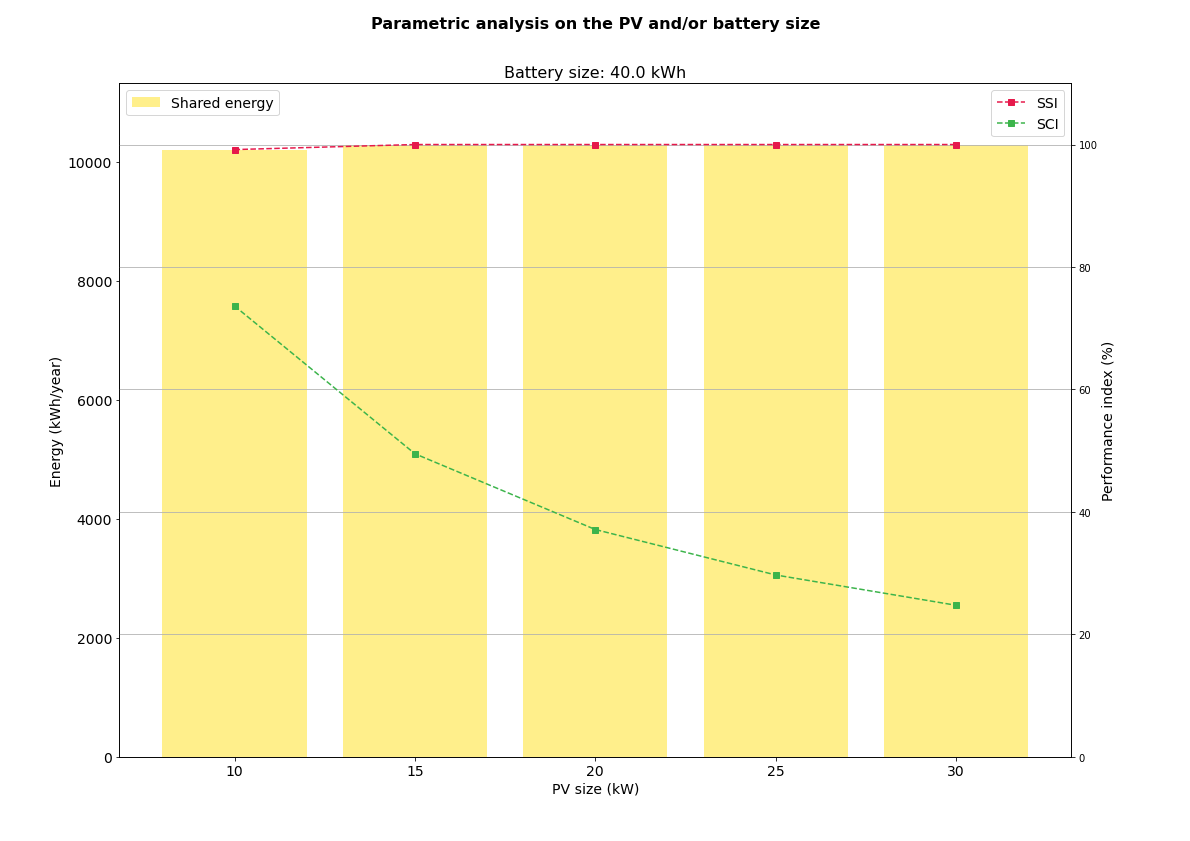 Parametric analysis on the PV and/or battery size
Battery size: 40.0 kWh
Shared energy
SSI
SCI
10000
8000
6000
4000
2000
0
Energy (kWh/year)
100
80
60
40
20
0
Performance index (%)
10 15 20 25 30
PV size (kW)